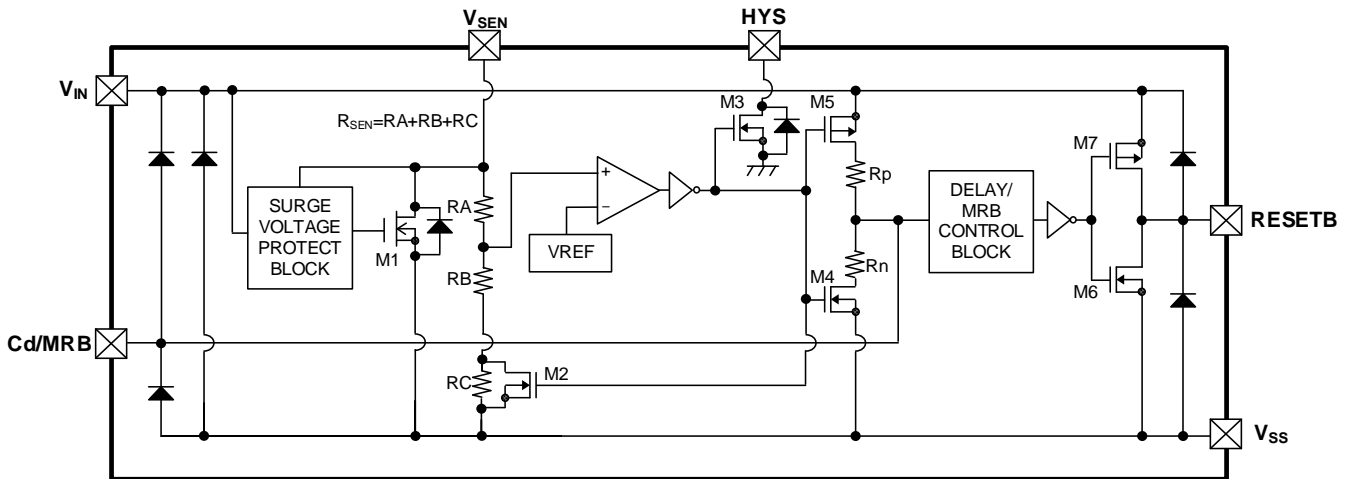 VSEN
HYS
VIN
M3
M5
RSEN=RA+RB+RC
M7
Rp
+
SURGE
VOLTAGE
PROTECT
BLOCK
RA
−
DELAY/
MRB
CONTROL
BLOCK
RESETB
M1
VREF
RB
Rn
M4
M6
Cd/MRB
RC
M2
VSS